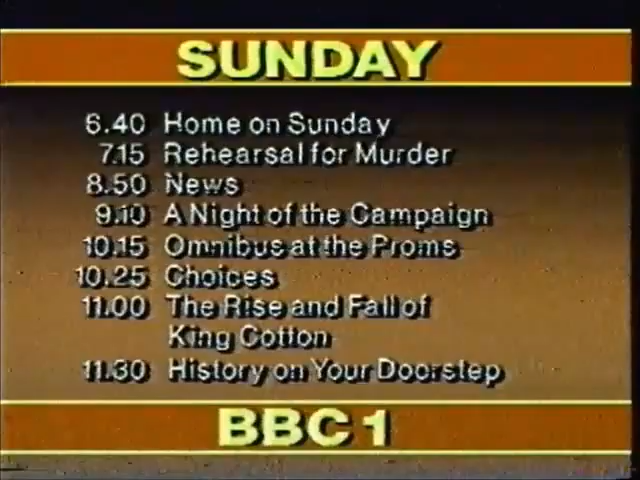 SUNDAY
6.40 Home on Sunday
7.15 Rehearsal for Murder
8.50 News
9.10 A Night of the Campaign
10.15 Omnibus at the Proms
10.25 Choices
11.00 The Rise and Fall of
King Cotton
11.30 History on Your Doorstep
BBC 1